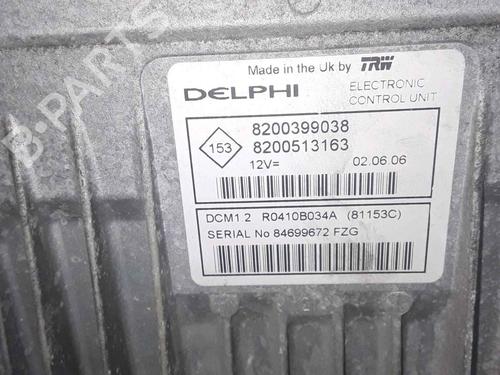 B-PARTS
Made in the Uk by TRW
DELPHI
ELECTRONIC
CONTROL UNIT
153
8200399038
8200513163
12V=
02.06.06
DCM1.2 R0410B034A (81153C)
SERIAL No 84699672 FZG